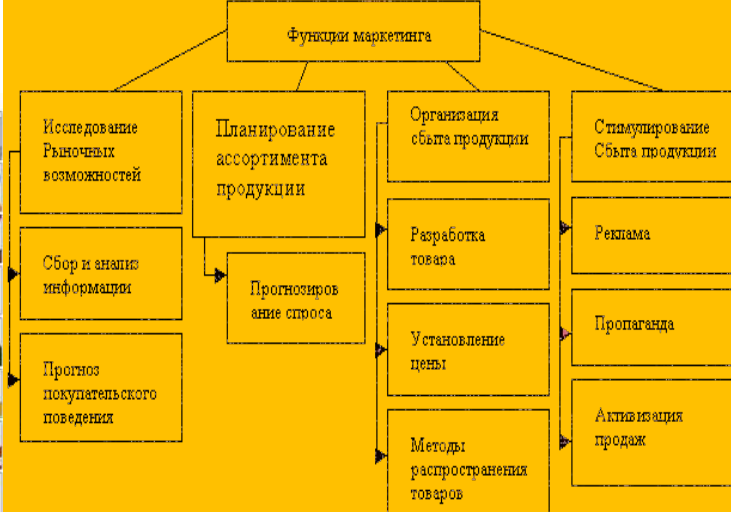 Функции маркетинга
Исследование
Рыночных
возможностей
Сбор и анализ
информации
Прогноз
покупательского
поведения
Планирование
ассортимента
продукции
Прогнозиров
ание спроса
Организация
сбыта продукции
Разработка
товара
Установление
цены
Методы
распространения
товаров
Стимулирование
Сбыта продукции
Реклама
Пропаганда
Активизация
продаж